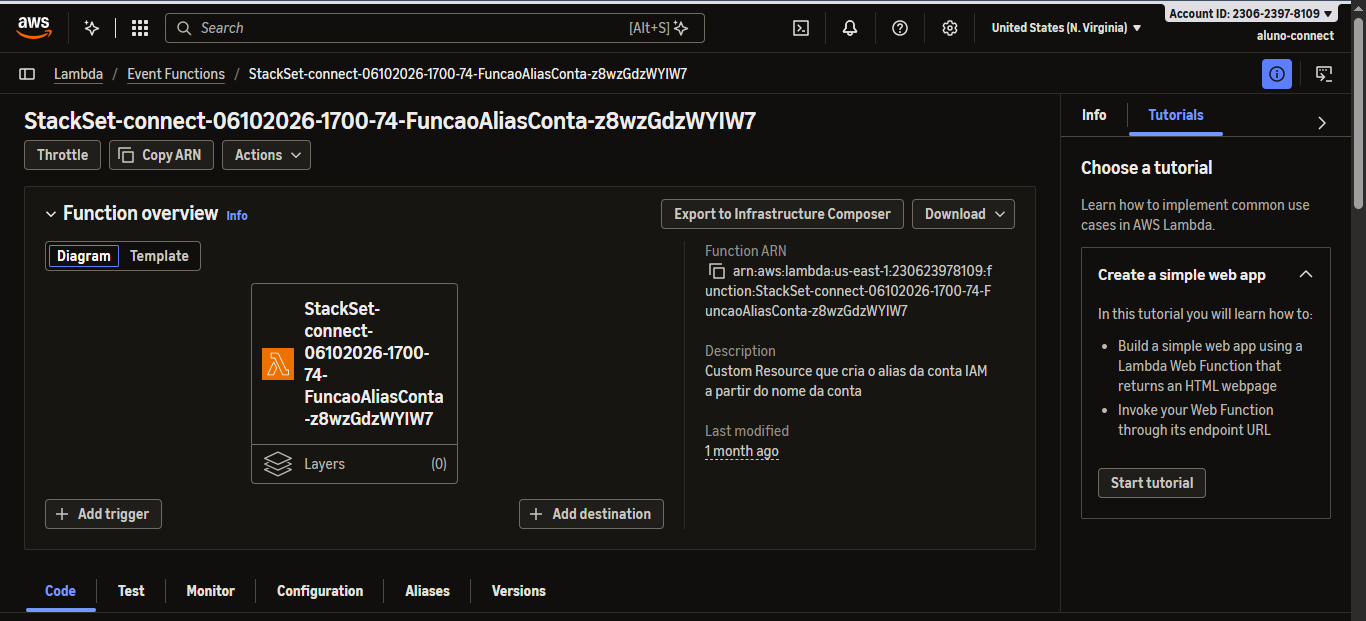 aws
Search
[Alt+S]
United States (N. Virginia)
Account ID: 2306-2397-8109
aluno-connect
Lambda / Event Functions / StackSet-connect-06102026-1700-74-FuncaoAliasConta-z8wzGdzWYIW7
StackSet-connect-06102026-1700-74-FuncaoAliasConta-z8wzGdzWYIW7
Throttle
Copy ARN
Actions
Function overview Info
Export to Infrastructure Composer
Download
Diagram
Template
StackSet-
connect-
06102026-1700-
74-
FuncaoAliasConta
-z8wzGdzWYIW7
Layers (0)
Add trigger
Add destination
Function ARN
arn:aws:lambda:us-east-1:230623978109:f
unction:StackSet-connect-06102026-1700-74-F
uncaoAliasConta-z8wzGdzWYIW7
Description
Custom Resource que cria o alias da conta IAM
a partir do nome da conta
Last modified
1 month ago
Code
Test
Monitor
Configuration
Aliases
Versions
Info
Tutorials
Choose a tutorial
Learn how to implement common use
cases in AWS Lambda.
Create a simple web app
In this tutorial you will learn how to:
• Build a simple web app using a
Lambda Web Function that
returns an HTML webpage
• Invoke your Web Function
through its endpoint URL
Start tutorial